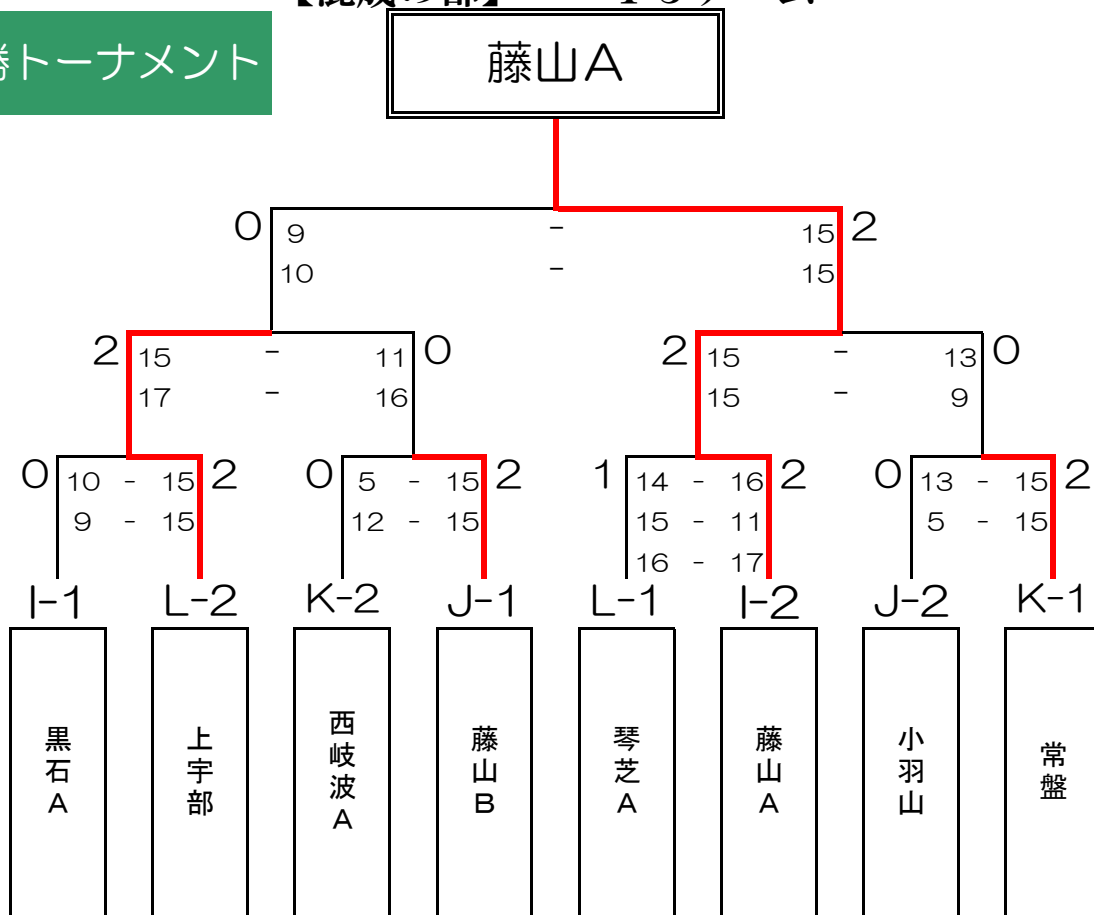 勝トーナメント
藤山A
0 9 - 15 2
10 - 15
2 15 - 11 0
17 - 16
2 15 - 13 0
15 - 9
0 10 - 15 2
9 - 15
0 5 - 15 2
12 - 15
1 14 - 16 2
15 - 11
16 - 17
0 13 - 15 2
5 - 15
I-1
L-2
K-2
J-1
L-1
I-2
J-2
K-1
黒石A
上宇部
西岐波A
藤山B
琴芝A
藤山A
小羽山
常盤